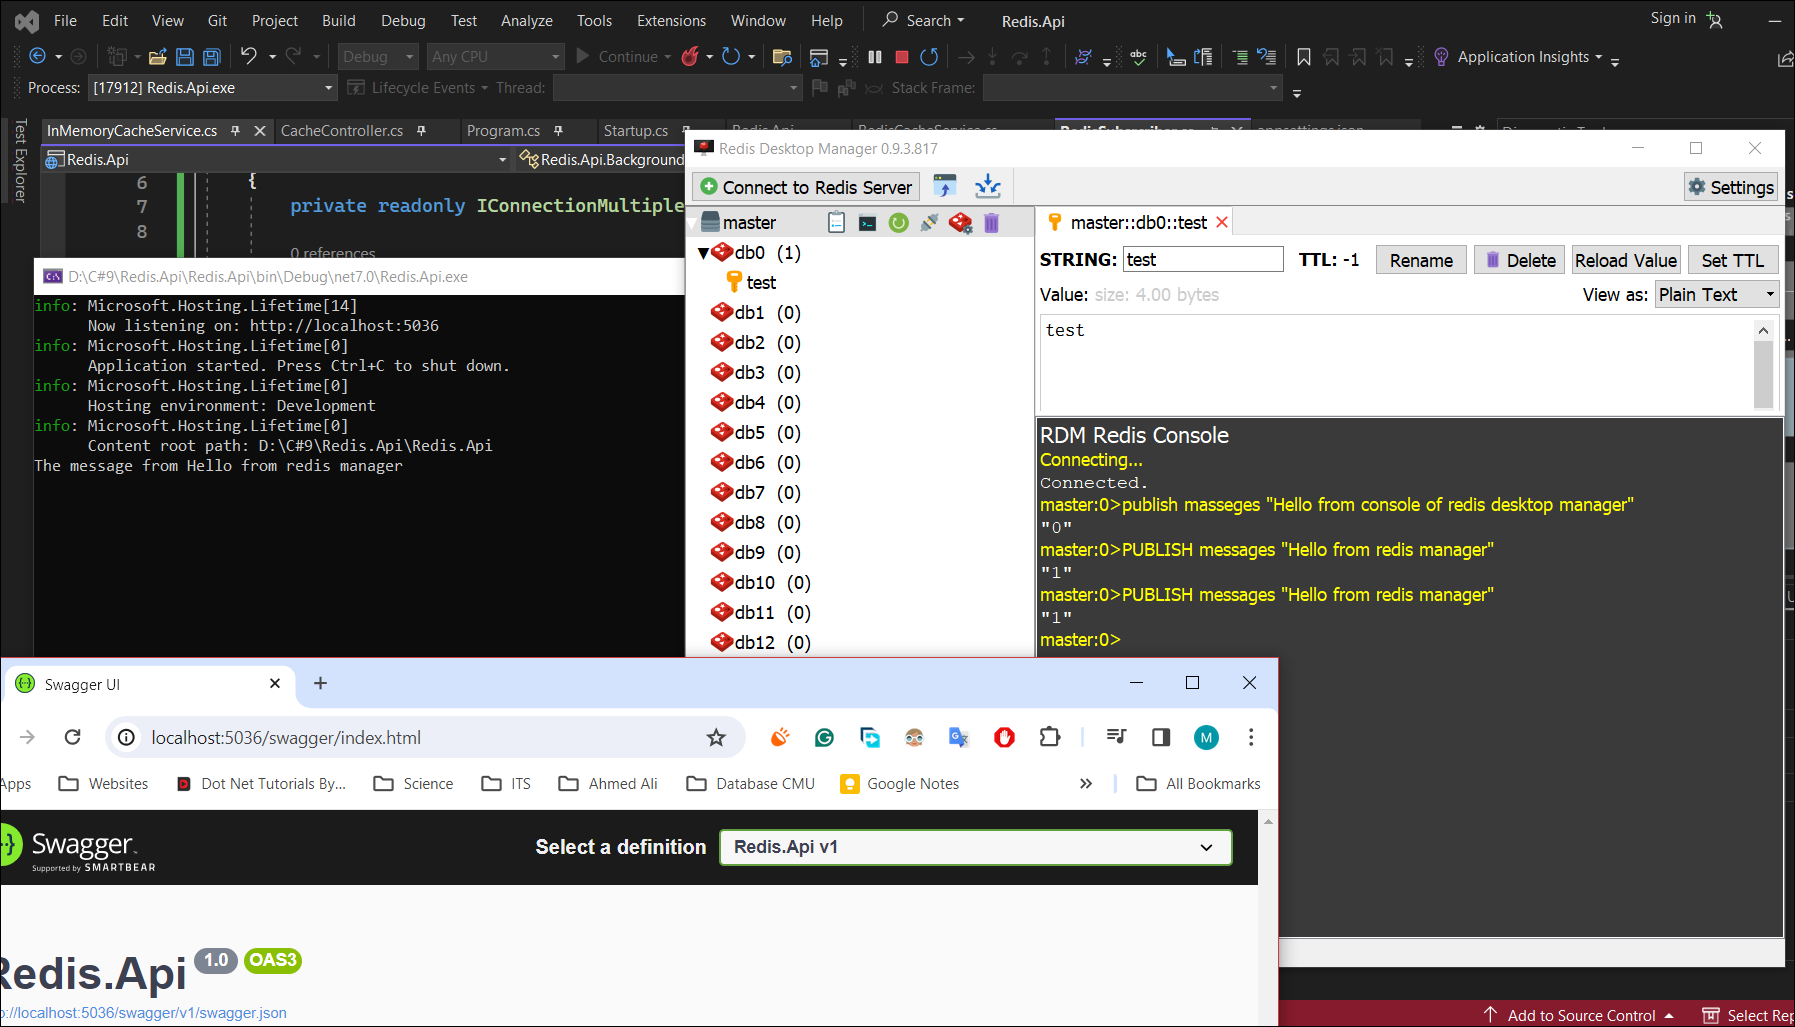 File Edit View Git Project Build Debug Test Analyze Tools Extensions Window Help Search Redis.Api Sign in
Debug Any CPU Continue Application Insights
Process: [17912] Redis.Api.exe Lifecycle Events Thread: Stack Frame:
Test Explorer
InMemoryCacheService.cs CacheController.cs Program.cs Startup.cs Redis.Api RedisCacheService.cs RedisSubscriber.cs appsettings.json
Redis.Api Redis.Api.Background
6 {
7 private readonly IConnectionMultiple
8
0 references
D:\C#9\Redis.Api\Redis.Api\bin\Debug\net7.0\Redis.Api.exe
info: Microsoft.Hosting.Lifetime[14]
Now listening on: http://localhost:5036
info: Microsoft.Hosting.Lifetime[0]
Application started. Press Ctrl+C to shut down.
info: Microsoft.Hosting.Lifetime[0]
Hosting environment: Development
info: Microsoft.Hosting.Lifetime[0]
Content root path: D:\C#9\Redis.Api\Redis.Api
The message from Hello from redis manager
Redis Desktop Manager 0.9.3.817
Connect to Redis Server Settings
master
db0 (1)
test
db1 (0)
db2 (0)
db3 (0)
db4 (0)
db5 (0)
db6 (0)
db7 (0)
db8 (0)
db9 (0)
db10 (0)
db11 (0)
db12 (0)
master::db0::test
STRING: test TTL: -1 Rename Delete Reload Value Set TTL
Value: size: 4.00 bytes View as: Plain Text
test
RDM Redis Console
Connecting...
Connected.
master:0>publish masseges "Hello from console of redis desktop manager"
"0"
master:0>PUBLISH messages "Hello from redis manager"
"1"
master:0>PUBLISH messages "Hello from redis manager"
"1"
master:0>
Swagger UI
localhost:5036/swagger/index.html M
Apps Websites Dot Net Tutorials By... Science ITS Ahmed Ali Database CMU Google Notes All Bookmarks
Swagger
Supported by SMARTBEAR
Select a definition Redis.Api v1
Redis.Api 1.0 OAS3
p://localhost:5036/swagger/v1/swagger.json
Add to Source Control Select Rep